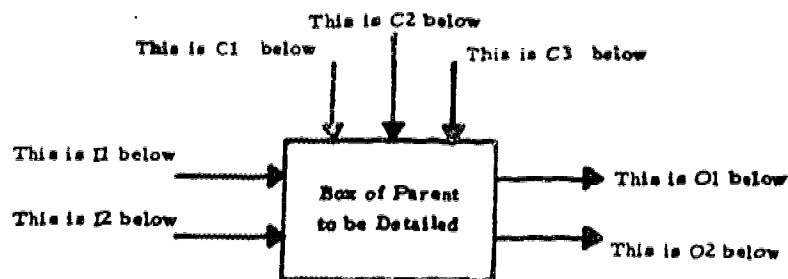 This is C2 below
This is C1 below
This is C3 below
This is I1 below
Box of Parent
to be Detailed
This is O1 below
This is I2 below
This is O2 below